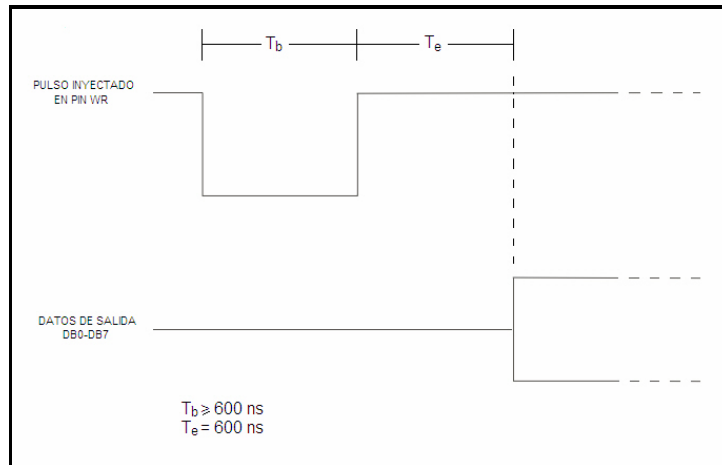 Tb
Te
PULSO INYECTADO
EN PIN WR
DATOS DE SALIDA
DB0-DB7
Tb ≥ 600 ns
Te = 600 ns